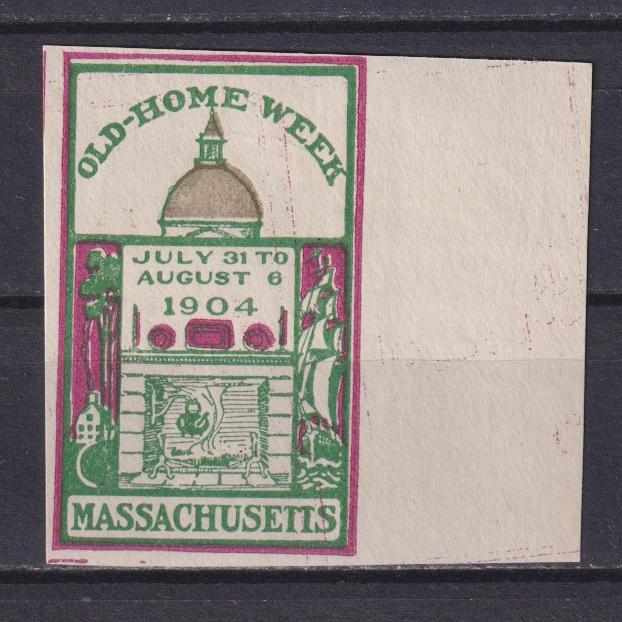 OLD-HOME WEEK
JULY 31 TO
AUGUST 6
1904
MASSACHUSETTS